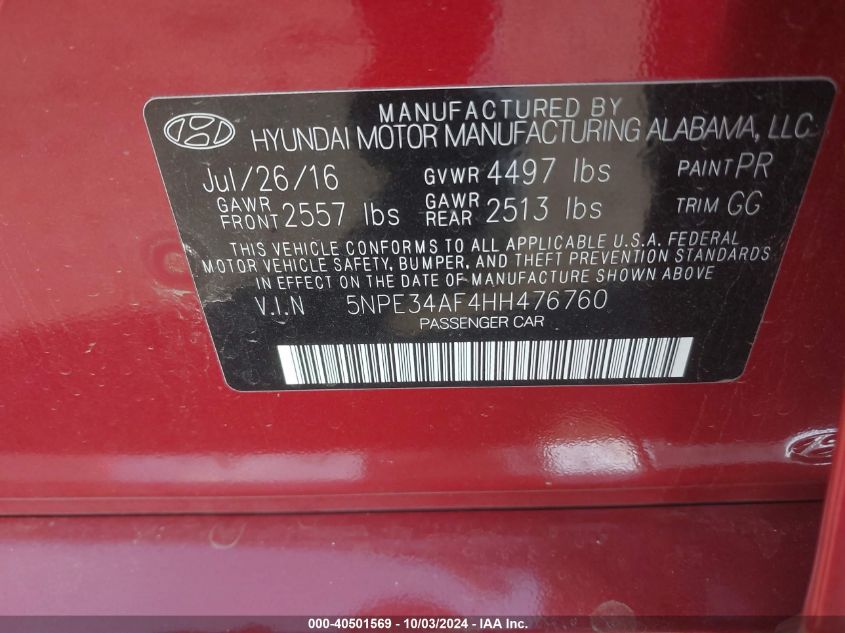 MANUFACTURED BY
HYUNDAI MOTOR MANUFACTURING ALABAMA, LLC
Jul/26/16 GVWR 4497 lbs PAINT PR
GAWR FRONT 2557 lbs GAWR REAR 2513 lbs TRIM GG
THIS VEHICLE CONFORMS TO ALL APPLICABLE U.S.A. FEDERAL
MOTOR VEHICLE SAFETY, BUMPER, AND THEFT PREVENTION STANDARDS
IN EFFECT ON THE DATE OF MANUFACTURE SHOWN ABOVE
V.I.N 5NPE34AF4HH476760
PASSENGER CAR
000-40501569 - 10/03/2024 - IAA Inc.